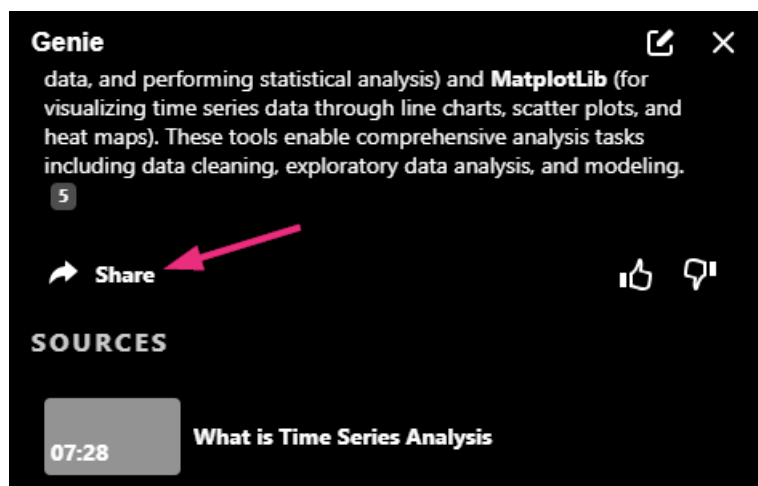 Genie
data, and performing statistical analysis) and MatplotLib (for
visualizing time series data through line charts, scatter plots, and
heat maps). These tools enable comprehensive analysis tasks
including data cleaning, exploratory data analysis, and modeling.
5
Share
SOURCES
07:28
What is Time Series Analysis